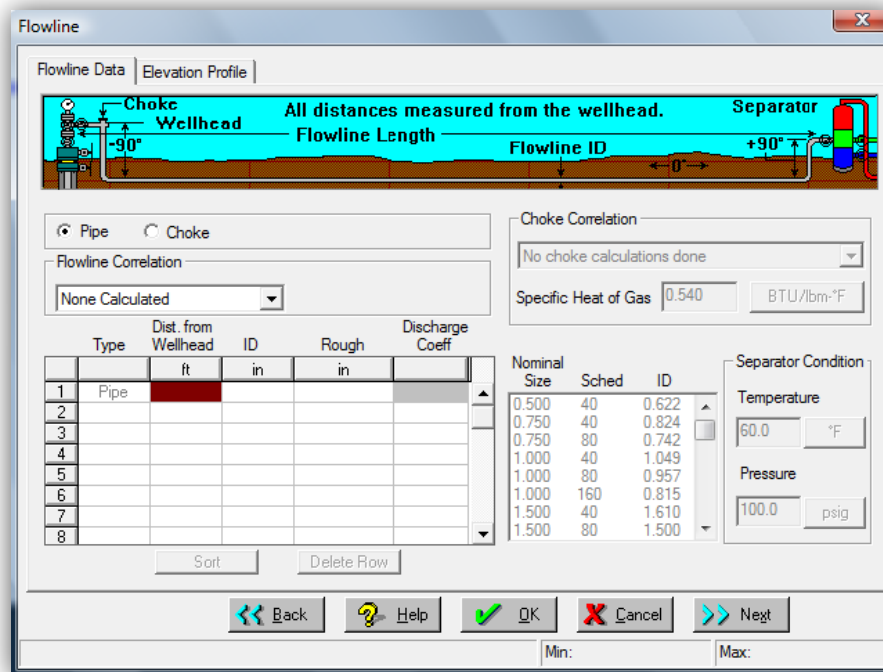 Flowline
Flowline Data
Elevation Profile
Choke
All distances measured from the wellhead.
Separator
Wellhead
Flowline Length
-90°
Flowline ID
+90°
0°
Pipe
Choke
Choke Correlation
No choke calculations done
Specific Heat of Gas
0.540
BTU/lbm-°F
Flowline Correlation
None Calculated
Type
Dist. from
Wellhead
ID
Rough
Discharge
Coeff
ft
in
in
1
Pipe
2
3
4
5
6
7
8
Sort
Delete Row
Nominal
Size Sched ID
0.500 40 0.622
0.750 40 0.824
0.750 80 0.742
1.000 40 1.049
1.000 80 0.957
1.000 160 0.815
1.500 40 1.610
1.500 80 1.500
Separator Condition
Temperature
60.0
°F
Pressure
100.0
psig
Back
Help
OK
Cancel
Next
Min:
Max: